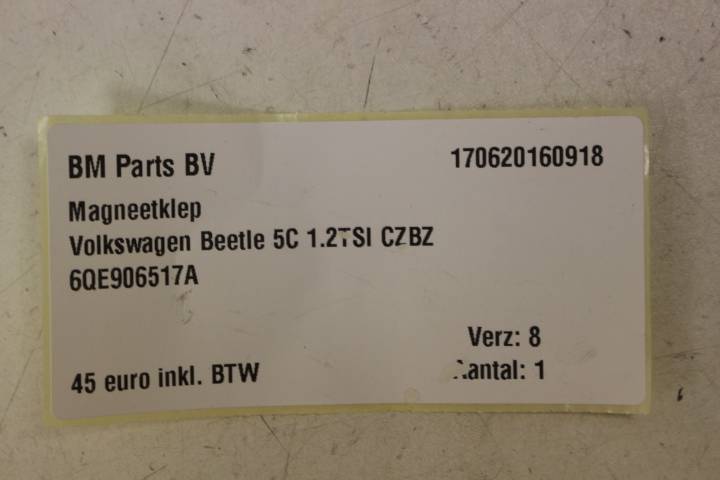 BM Parts BV 170620160918
Magneetklep
Volkswagen Beetle 5C 1.2TSI CZBZ
6QE906517A
Verz: 8
45 euro inkl. BTW Aantal: 1